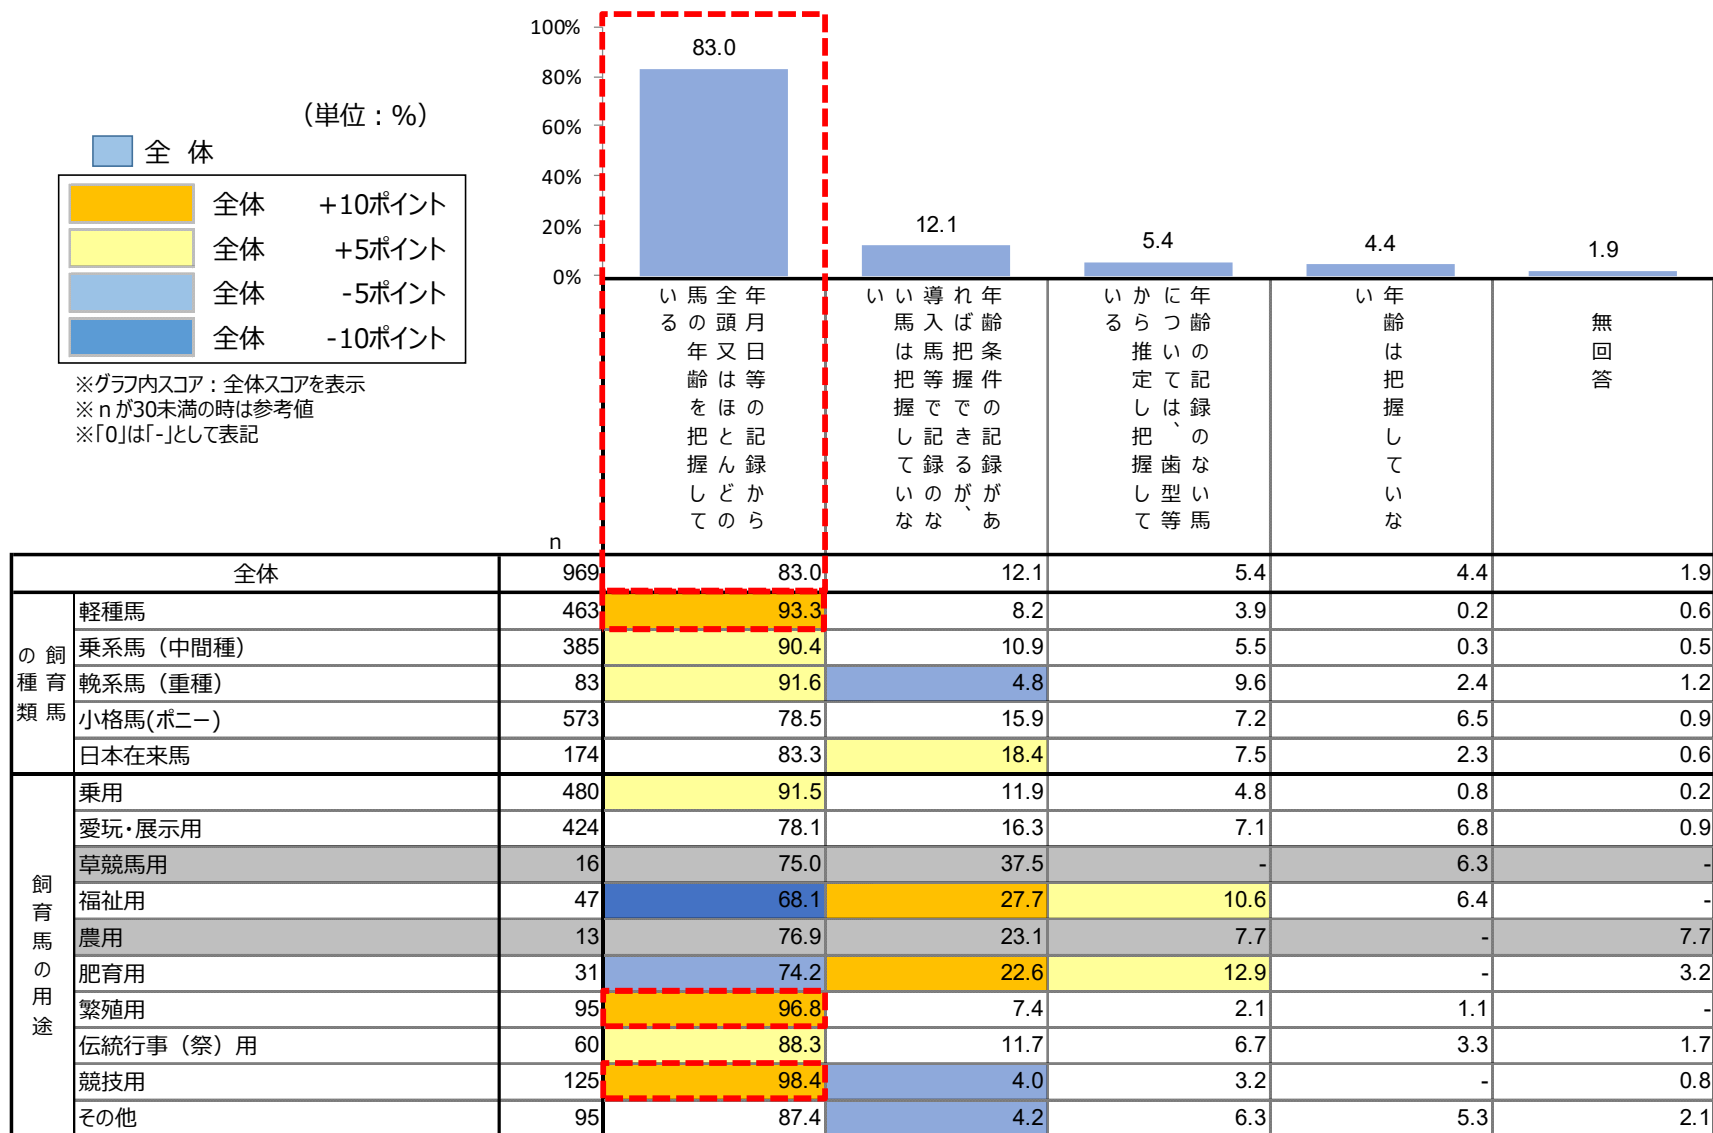 （単位：%）
全 体
全体 +10ポイント
全体 +5ポイント
全体 -5ポイント
全体 -10ポイント
※グラフ内スコア：全体スコアを表示
※ｎが30未満の時は参考値
※「0」は「-」として表記
100%
80%
60%
40%
20%
0%
83.0
12.1
5.4
4.4
1.9
年月日等の記録から
全頭又はほとんどの
馬の年齢を把握して
いる
年齢条件の記録があ
れば把握できるが、
導入馬等で記録のな
い馬は把握していな
い
年齢の記録のない馬
については、歯型等
から推定し把握して
いる
年齢は把握していな
い
無回答
n
全体 969 83.0 12.1 5.4 4.4 1.9
飼育馬
の種類
軽種馬 463 93.3 8.2 3.9 0.2 0.6
乗系馬（中間種） 385 90.4 10.9 5.5 0.3 0.5
輓系馬（重種） 83 91.6 4.8 9.6 2.4 1.2
小格馬(ポニー) 573 78.5 15.9 7.2 6.5 0.9
日本在来馬 174 83.3 18.4 7.5 2.3 0.6
飼育馬の用途
乗用 480 91.5 11.9 4.8 0.8 0.2
愛玩・展示用 424 78.1 16.3 7.1 6.8 0.9
草競馬用 16 75.0 37.5 - 6.3 -
福祉用 47 68.1 27.7 10.6 6.4 -
農用 13 76.9 23.1 7.7 - 7.7
肥育用 31 74.2 22.6 12.9 - 3.2
繁殖用 95 96.8 7.4 2.1 1.1 -
伝統行事（祭）用 60 88.3 11.7 6.7 3.3 1.7
競技用 125 98.4 4.0 3.2 - 0.8
その他 95 87.4 4.2 6.3 5.3 2.1